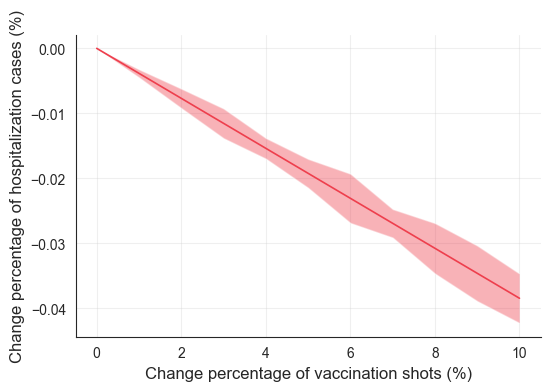 Change percentage of hospitalization cases (%)
0.00
−0.01
−0.02
−0.03
−0.04
0 2 4 6 8 10
Change percentage of vaccination shots (%)